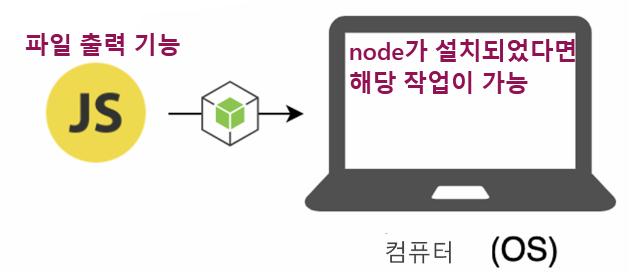 파일 출력 기능
JS
node가 설치되었다면
해당 작업이 가능
컴퓨터 (OS)